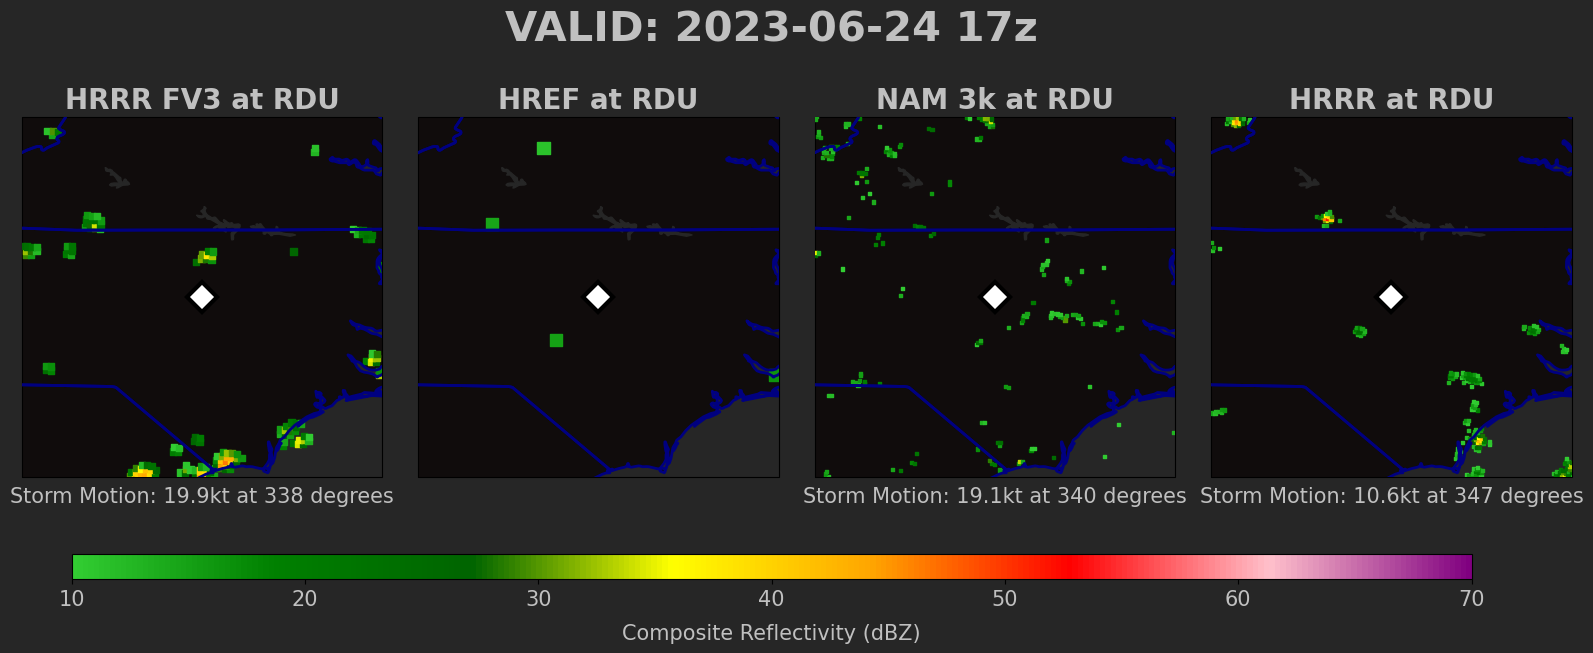 VALID: 2023-06-24 17z
HRRR FV3 at RDU
HREF at RDU
NAM 3k at RDU
HRRR at RDU
Storm Motion: 19.9kt at 338 degrees
Storm Motion: 19.1kt at 340 degrees
Storm Motion: 10.6kt at 347 degrees
10 20 30 40 50 60 70
Composite Reflectivity (dBZ)